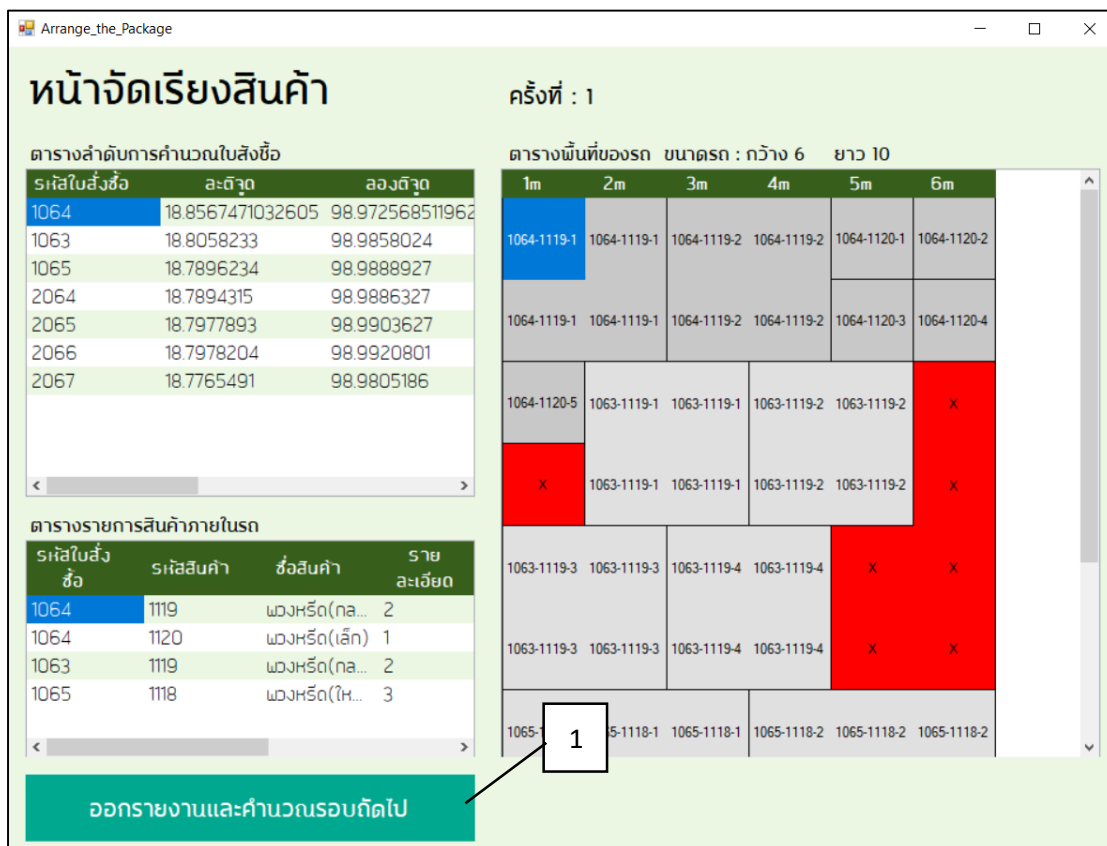 Arrange_the_Package
หน้าจัดเรียงสินค้า
ครั้งที่ : 1
ตารางลำดับการคำนวณใบสั่งซื้อ
รหัสใบสั่งซื้อ ละติจูด ลองติจูด
1064 18.8567471032605 98.972568511962
1063 18.8058233 98.9858024
1065 18.7896234 98.9888927
2064 18.7894315 98.9886327
2065 18.7977893 98.9903627
2066 18.7978204 98.9920801
2067 18.7765491 98.9805186
ตารางรายการสินค้าภายในรถ
รหัสใบสั่ง
ซื้อ
รหัสสินค้า ชื่อสินค้า
ราย
ละเอียด
1064 1119 พวงหรีด(กล... 2
1064 1120 พวงหรีด(เล็ก) 1
1063 1119 พวงหรีด(กล... 2
1065 1118 พวงหรีด(ให... 3
ออกรายงานและคำนวณรอบถัดไป
ตารางพื้นที่ของรถ ขนาดรถ : กว้าง 6 ยาว 10
1m 2m 3m 4m 5m 6m
1064-1119-1 1064-1119-1 1064-1119-2 1064-1119-2 1064-1120-1 1064-1120-2
1064-1119-1 1064-1119-1 1064-1119-2 1064-1119-2 1064-1120-3 1064-1120-4
1064-1120-5 1063-1119-1 1063-1119-1 1063-1119-2 1063-1119-2 X
X 1063-1119-1 1063-1119-1 1063-1119-2 1063-1119-2 X
1063-1119-3 1063-1119-3 1063-1119-4 1063-1119-4 X X
1063-1119-3 1063-1119-3 1063-1119-4 1063-1119-4 X X
1065-1118-1 1065-1118-2 1065-1118-2 1065-1118-2
1